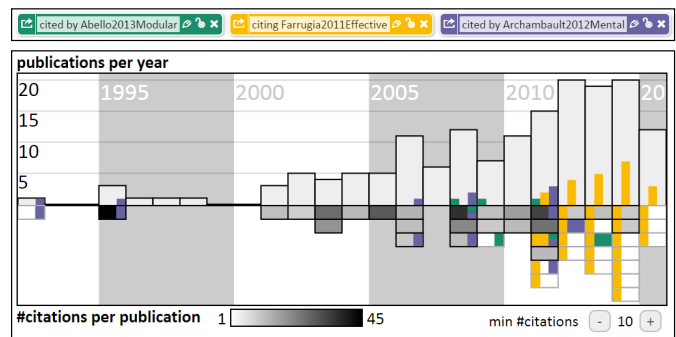 cited by Abello2013Modular citing Farrugia2011Effective cited by Archambault2012Mental
publications per year
20 1995 2000 2005 2010 20
15
10
5
#citations per publication 1 45 min #citations - 10 +